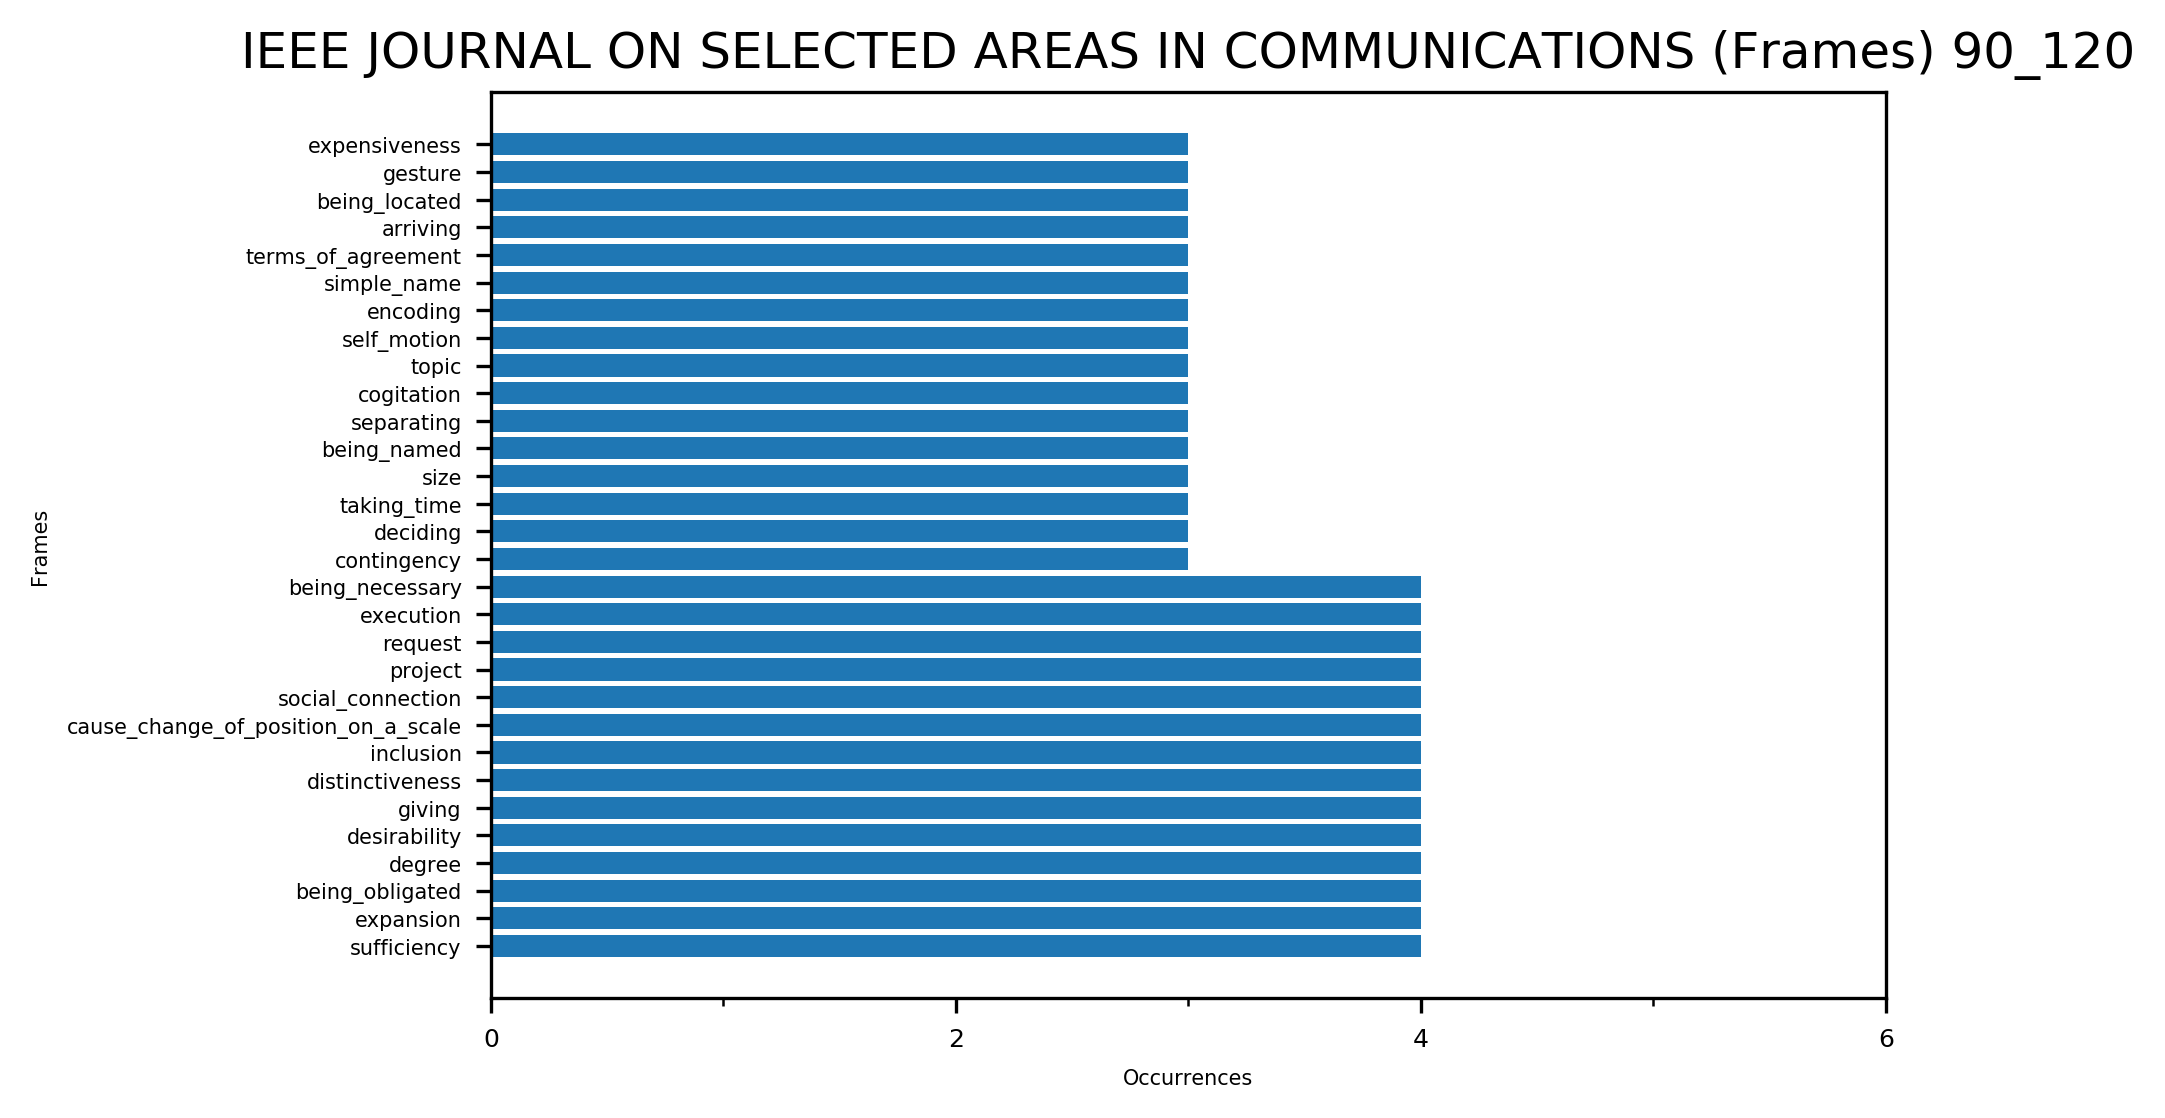 IEEE JOURNAL ON SELECTED AREAS IN COMMUNICATIONS (Frames) 90_120
expensiveness
gesture
being_located
arriving
terms_of_agreement
simple_name
encoding
self_motion
topic
cogitation
separating
being_named
size
taking_time
deciding
contingency
being_necessary
execution
request
project
social_connection
cause_change_of_position_on_a_scale
inclusion
distinctiveness
giving
desirability
degree
being_obligated
expansion
sufficiency
Frames
0 2 4 6
Occurrences